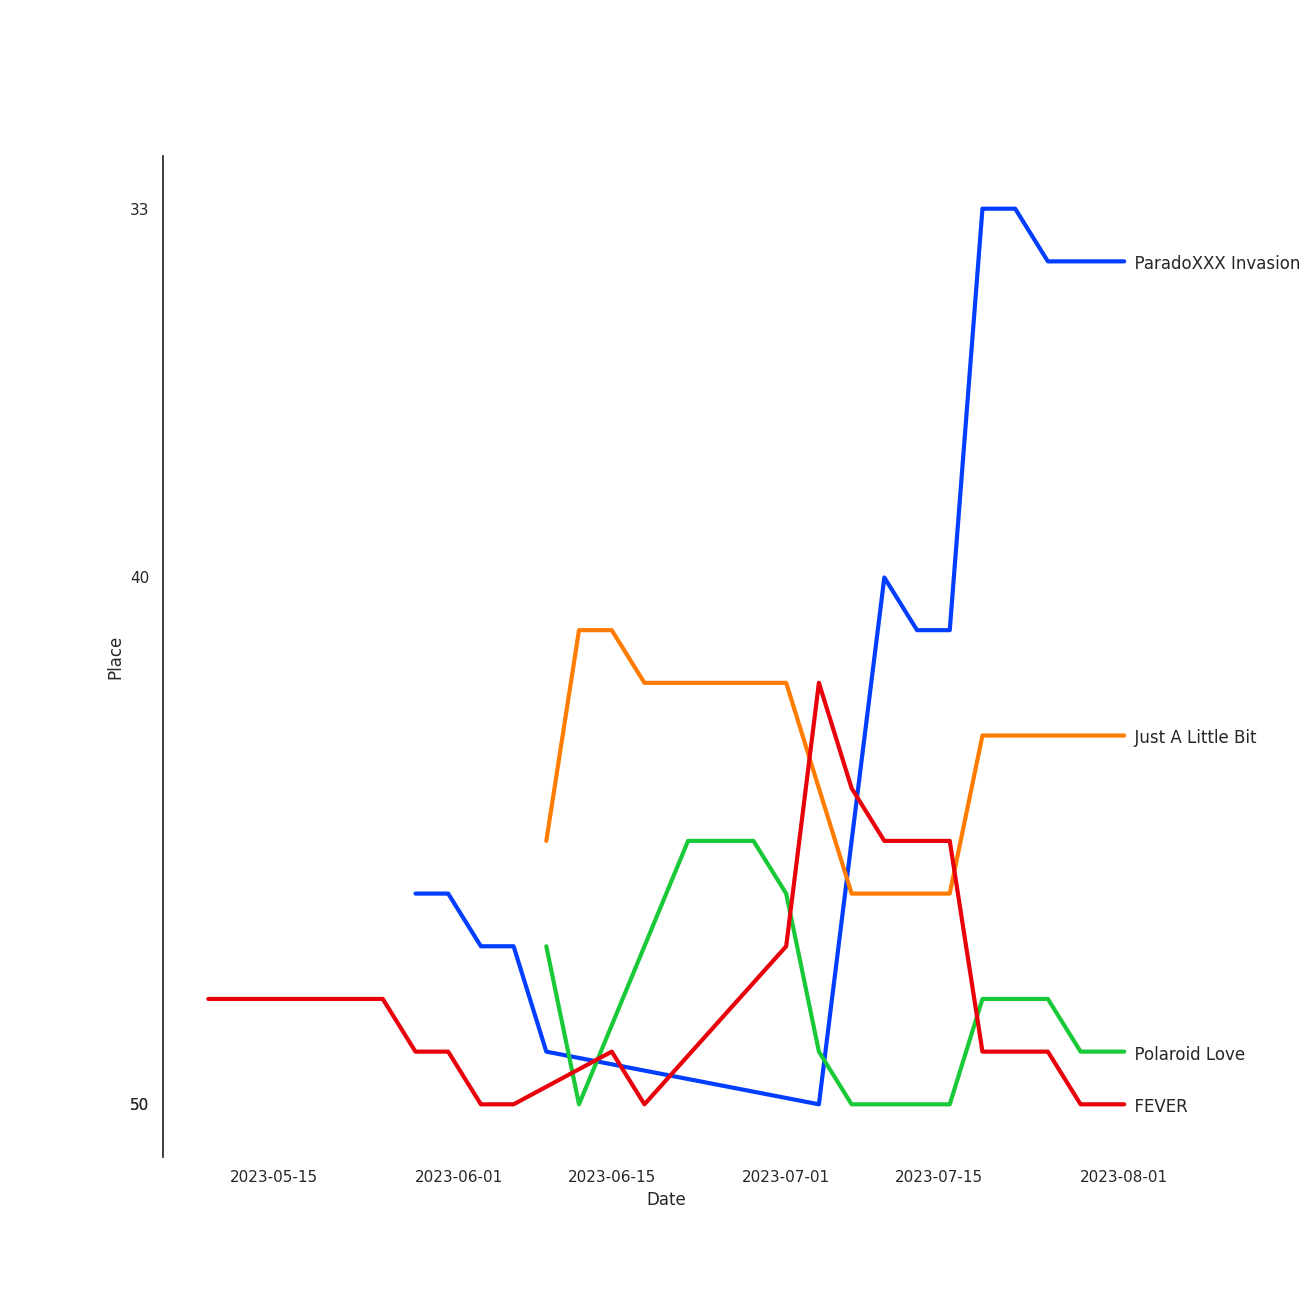 33
ParadoXXX Invasion
40
Place
Just A Little Bit
Polaroid Love
50
FEVER
2023-05-15
2023-06-01
2023-06-15
2023-07-01
2023-07-15
2023-08-01
Date